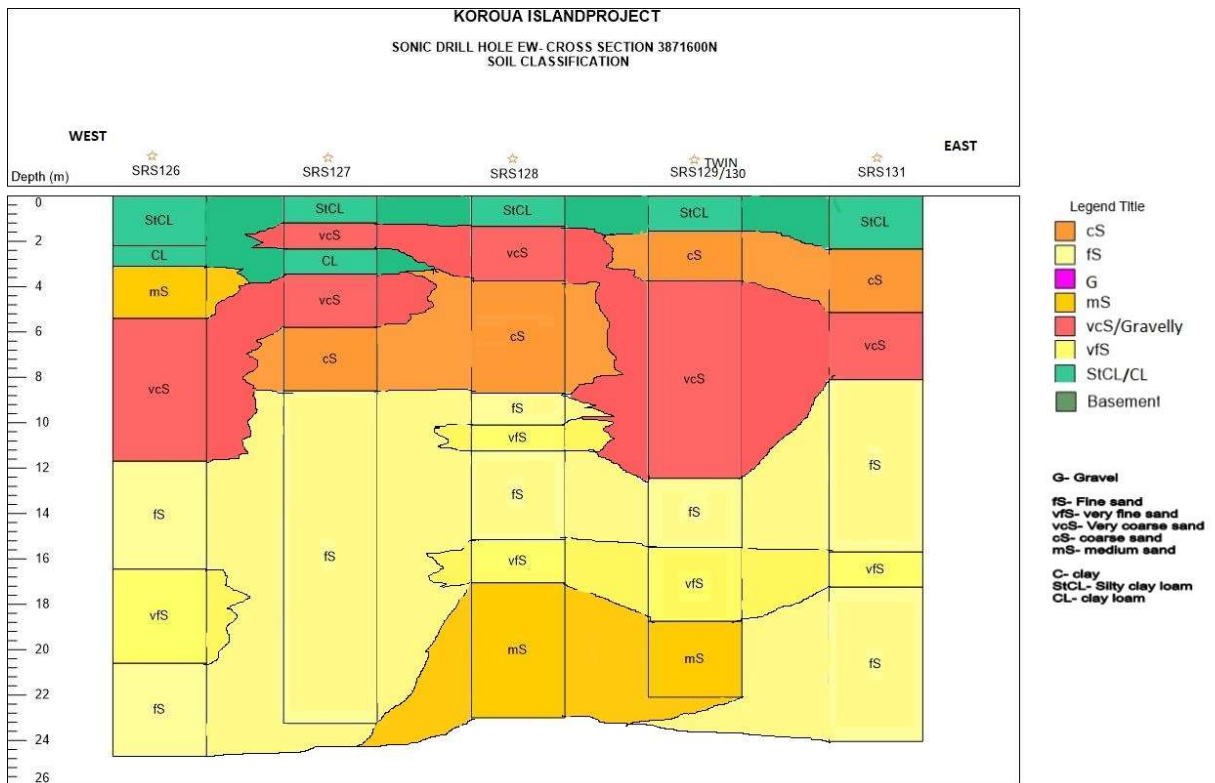 KOROUA ISLANDPROJECT
SONIC DRILL HOLE EW- CROSS SECTION 3871600N
SOIL CLASSIFICATION
WEST
EAST
Depth (m)
SRS126
SRS127
SRS128
TWIN
SRS129/130
SRS131
0
2
4
6
8
10
12
14
16
18
20
22
24
26
StCL
CL
mS
vcS
fS
vfS
fS
StCL
vcS
CL
vcS
cS
fS
StCL
vcS
cS
fS
vfS
fS
vfS
mS
StCL
cS
vcS
fS
vfS
mS
StCL
cS
vcS
fS
vfS
fS
Legend Title
cS
fS
G
mS
vcS/Gravelly
vfS
StCL/CL
Basement
G- Gravel
fS- Fine sand
vfS- very fine sand
vcS- Very coarse sand
cS- coarse sand
mS- medium sand
C- clay
StCL- Silty clay loam
CL- clay loam